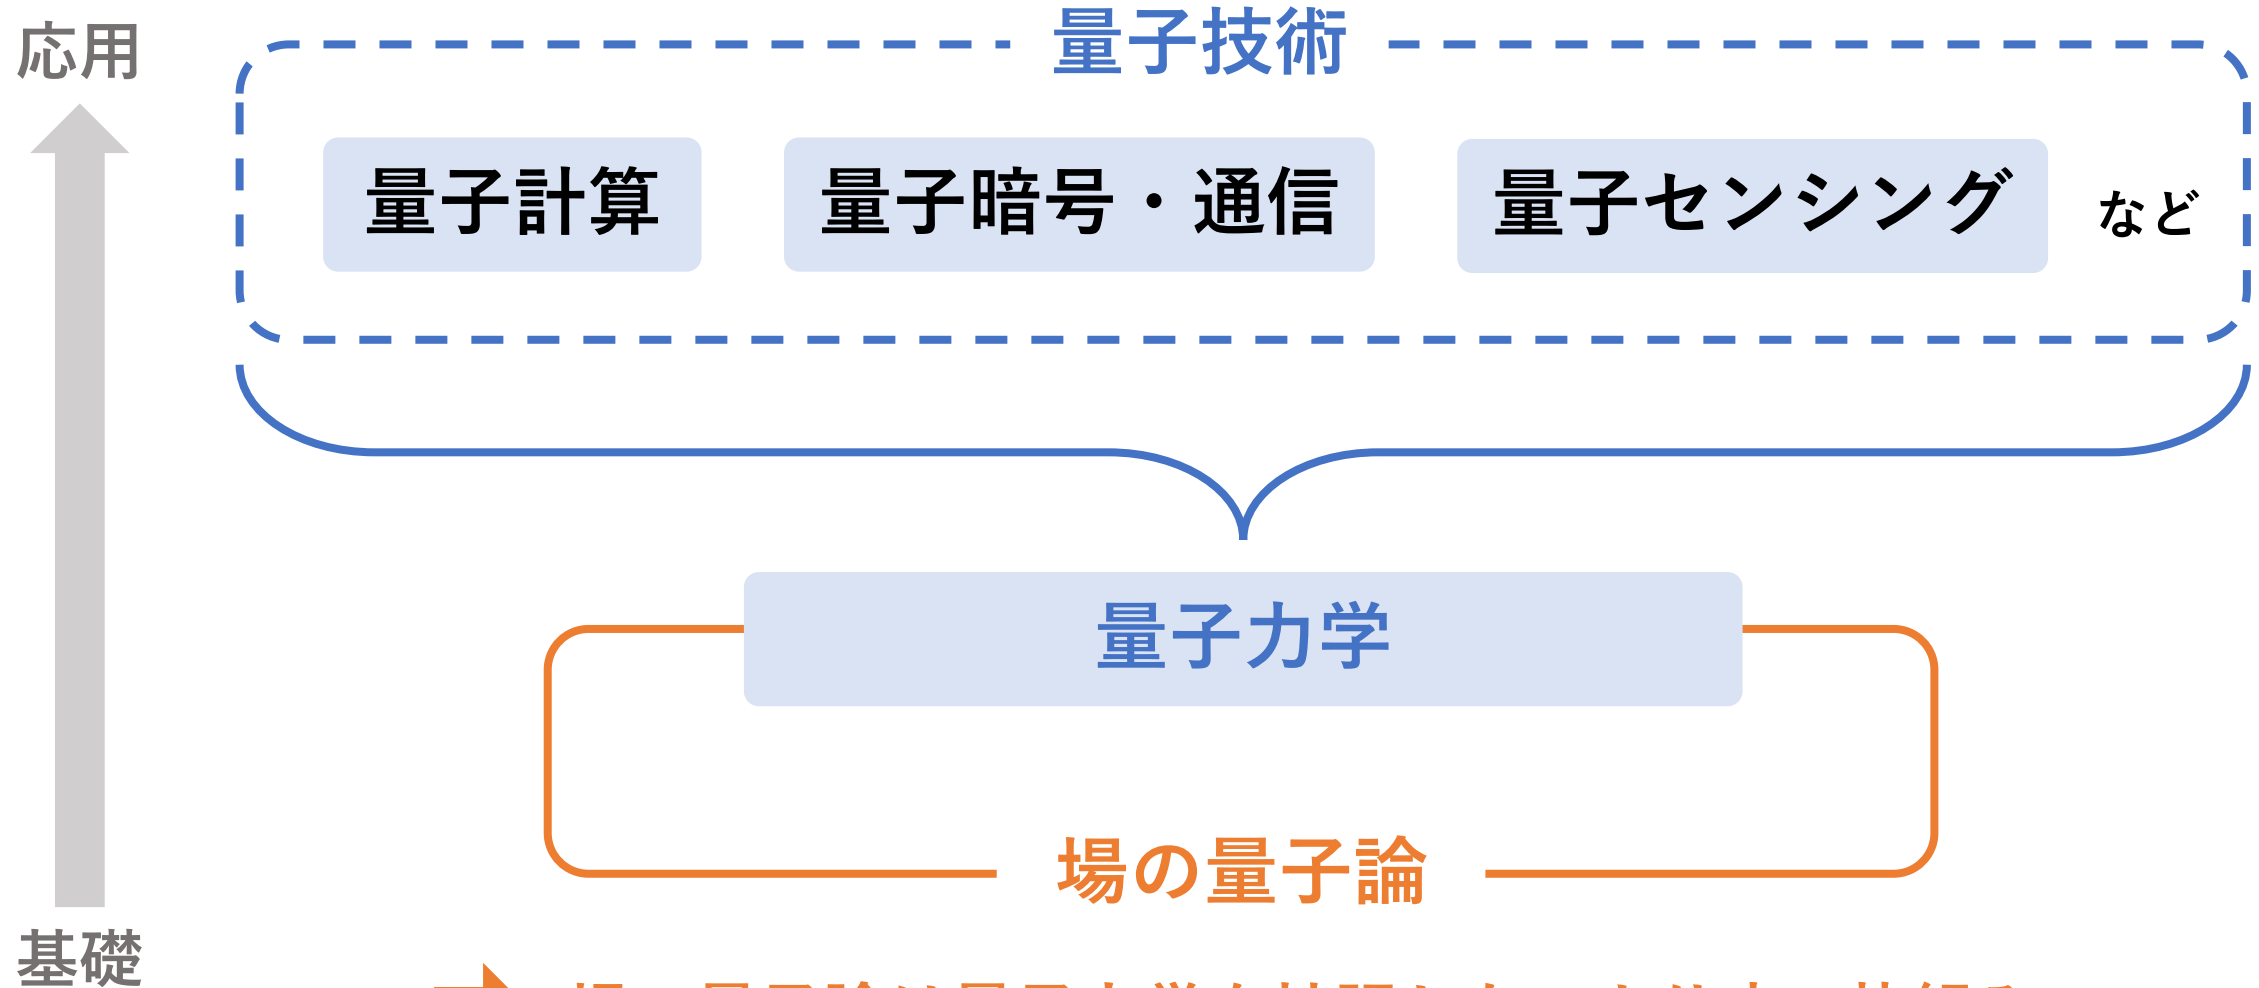 応用
量子技術
量子計算
量子暗号・通信
量子センシング
など
量子力学
場の量子論
基礎